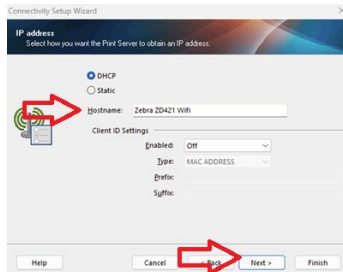 Connectivity Setup Wizard
IP address
Select how you want the Print Server to obtain an IP address.
DHCP
Static
Hostname: Zebra ZD421 Wifi
Client ID Settings
Enabled: Off
Type: MAC ADDRESS
Prefix:
Suffix:
Help Cancel < Back Next > Finish